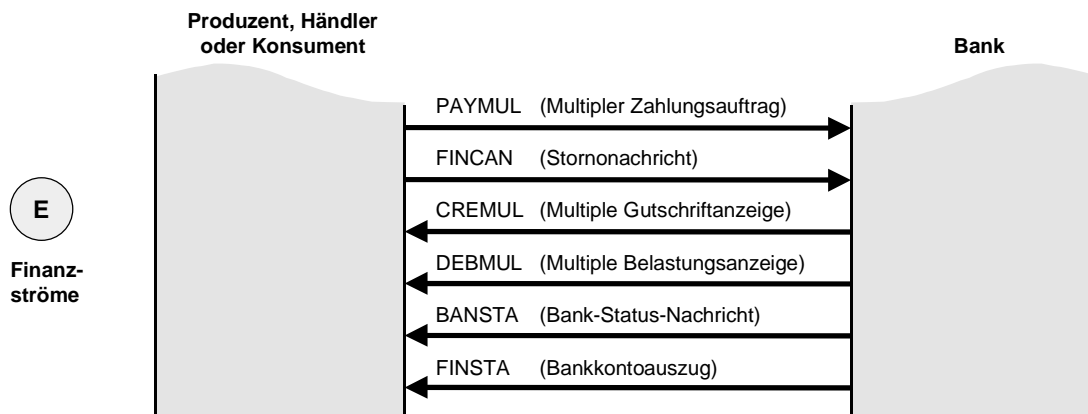 Produzent, Händler
oder Konsument
Bank
PAYMUL (Multipler Zahlungsauftrag)
FINCAN (Stornonachricht)
E
CREMUL (Multiple Gutschriftanzeige)
Finanz-
ströme
DEBMUL (Multiple Belastungsanzeige)
BANSTA (Bank-Status-Nachricht)
FINSTA (Bankkontoauszug)